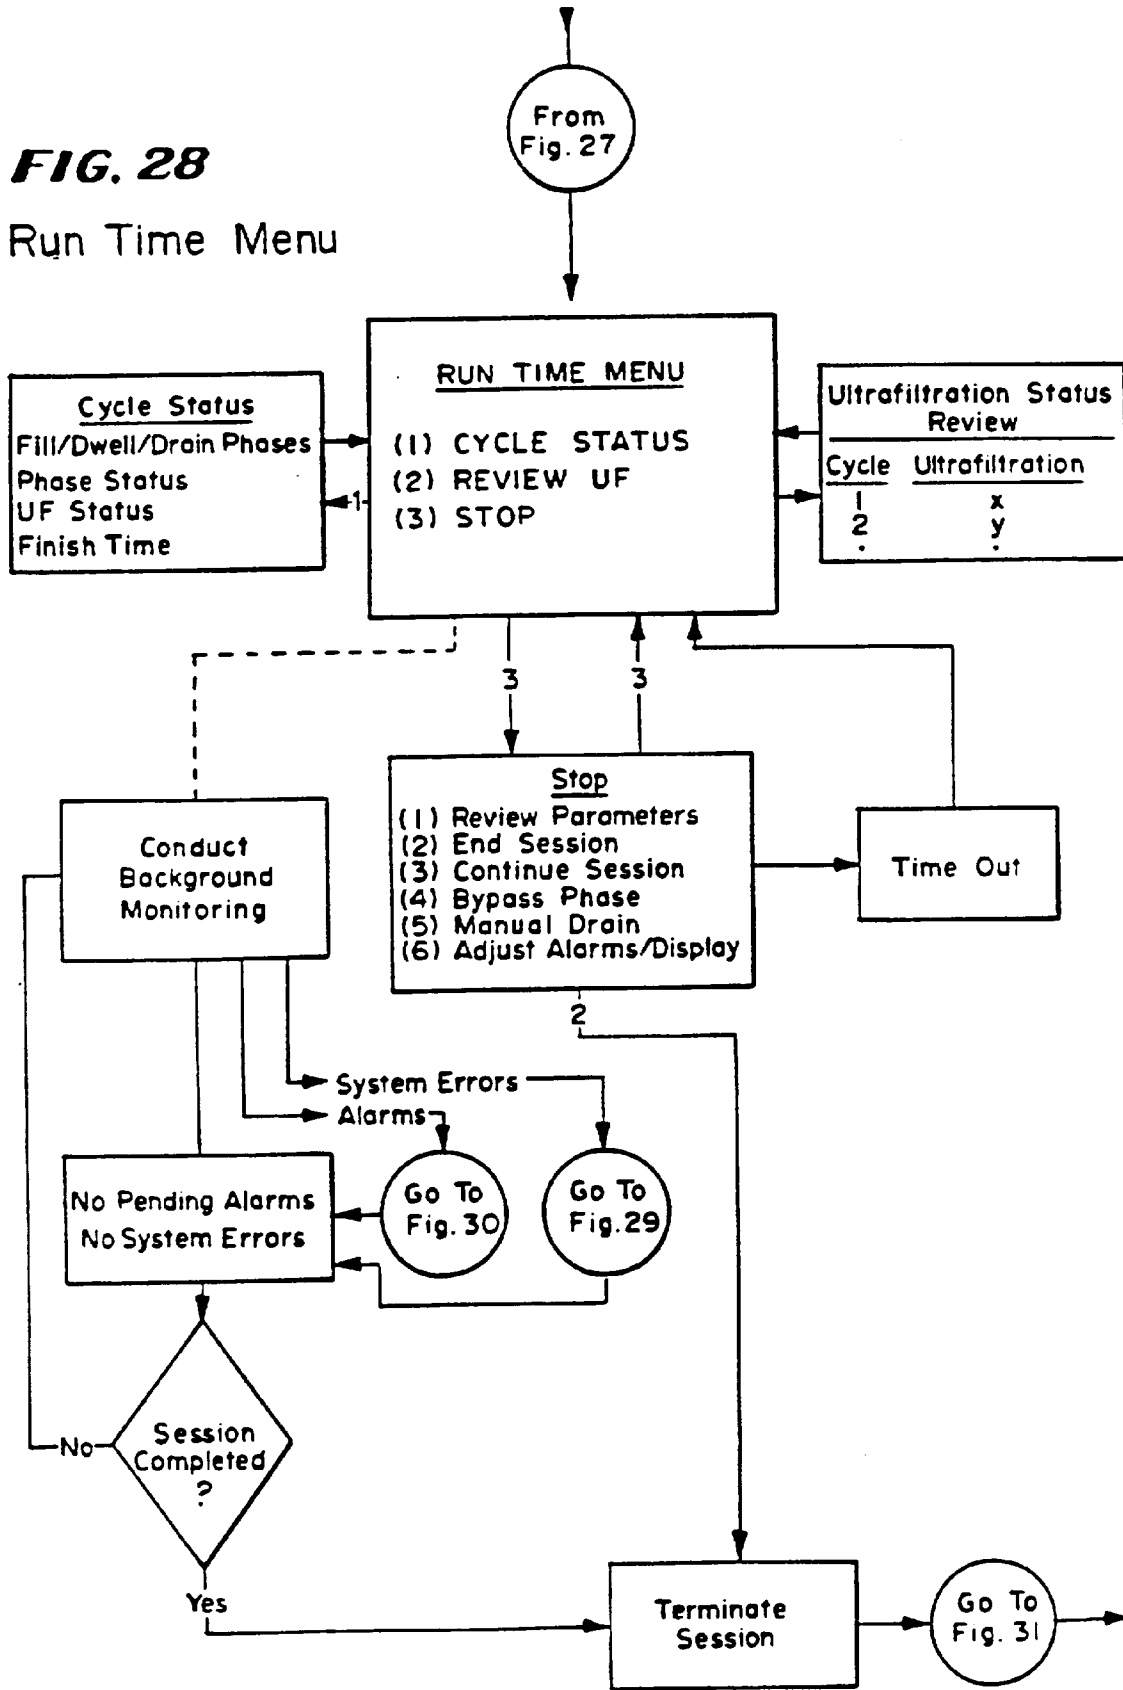 From
Fig. 27
FIG. 28
Run Time Menu
RUN TIME MENU
(1) CYCLE STATUS
(2) REVIEW UF
(3) STOP
Cycle Status
Fill/Dwell/Drain Phases
Phase Status
UF Status
Finish Time
1
Ultrafiltration Status
Review
Cycle Ultrafiltration
1 x
2 y
. .
3
3
Stop
(1) Review Parameters
(2) End Session
(3) Continue Session
(4) Bypass Phase
(5) Manual Drain
(6) Adjust Alarms/Display
Time Out
Conduct
Background
Monitoring
2
System Errors
Alarms
Go To
Fig. 30
Go To
Fig. 29
No Pending Alarms
No System Errors
Session
Completed
?
No
Yes
Terminate
Session
Go To
Fig. 31